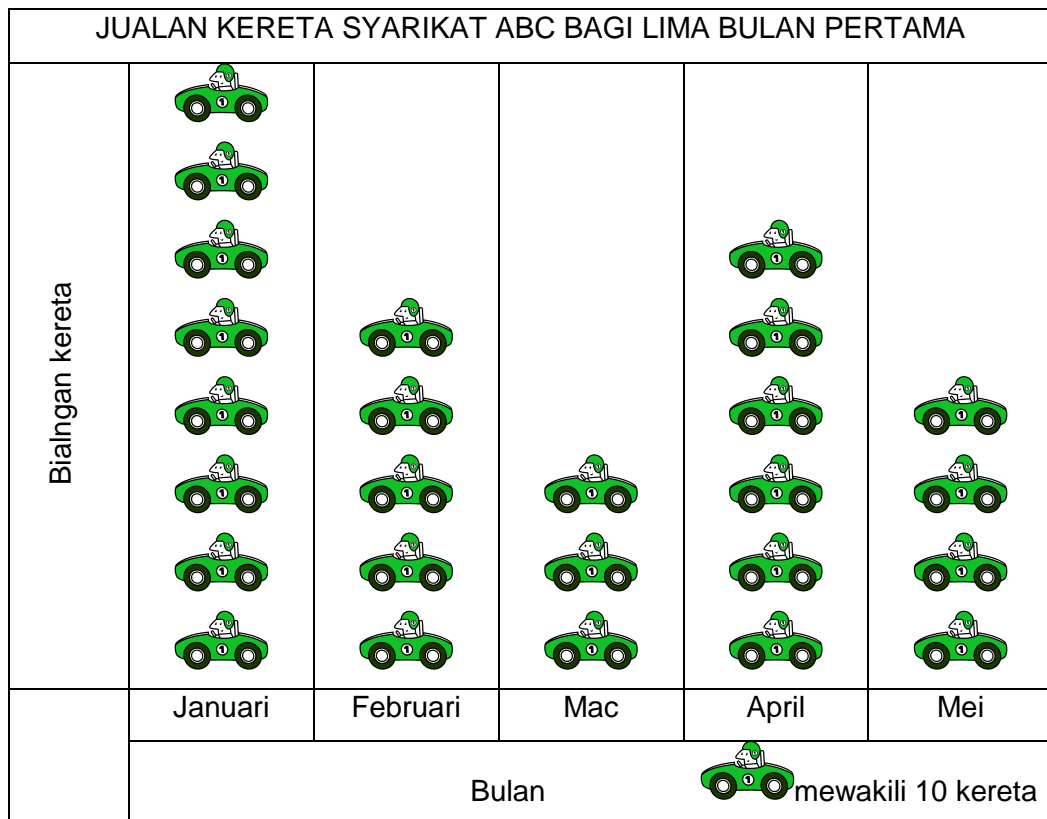 JUALAN KERETA SYARIKAT ABC BAGI LIMA BULAN PERTAMA
Bialngan kereta
Januari Februari Mac April Mei
Bulan mewakili 10 kereta